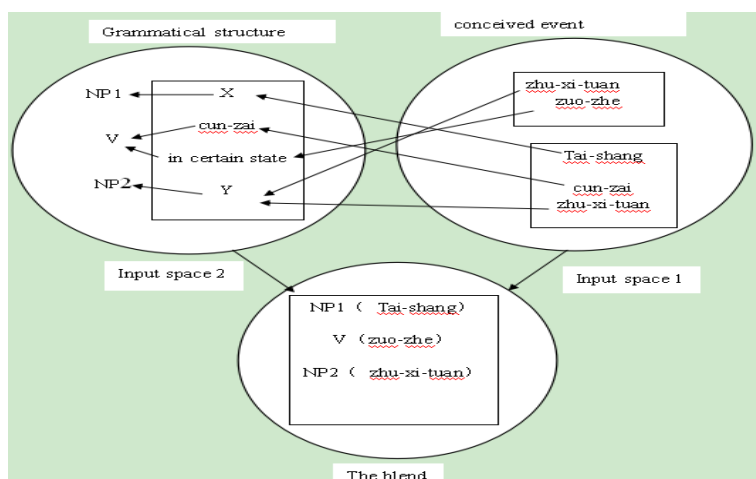 Grammatical structure
conceived event
NP1
X
V
cun-zai
in certain state
NP2
Y
zhu-xi-tuan
zuo-zhe
Tai-shang
cun-zai
zhu-xi-tuan
Input space 2
Input space 1
NP1 ( Tai-shang)
V (zuo-zhe)
NP2 ( zhu-xi-tuan)
The blend